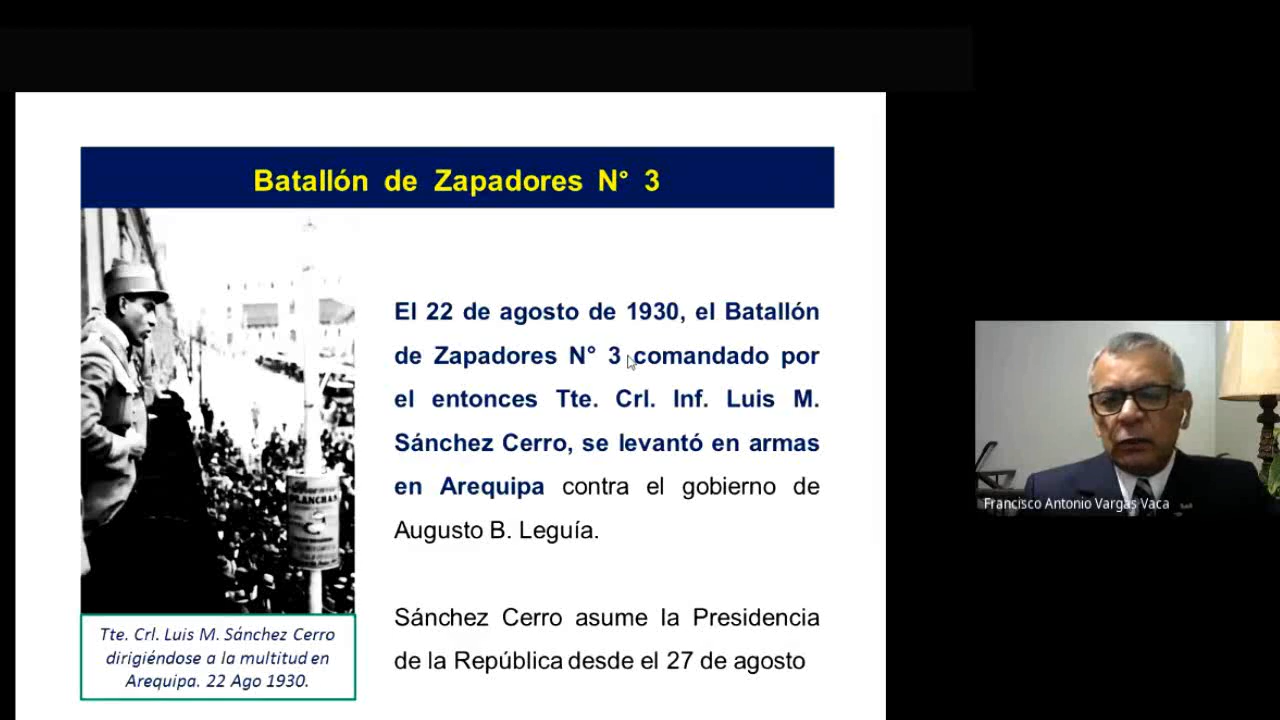 Batallón de Zapadores N° 3
El 22 de agosto de 1930, el Batallón
de Zapadores N° 3 comandado por
el entonces Tte. Crl. Inf. Luis M.
Sánchez Cerro, se levantó en armas
en Arequipa contra el gobierno de
Augusto B. Leguía.
Sánchez Cerro asume la Presidencia
de la República desde el 27 de agosto
PLANCHAS
Tte. Crl. Luis M. Sánchez Cerro
dirigiéndose a la multitud en
Arequipa. 22 Ago 1930.
Francisco Antonio Vargas Vaca